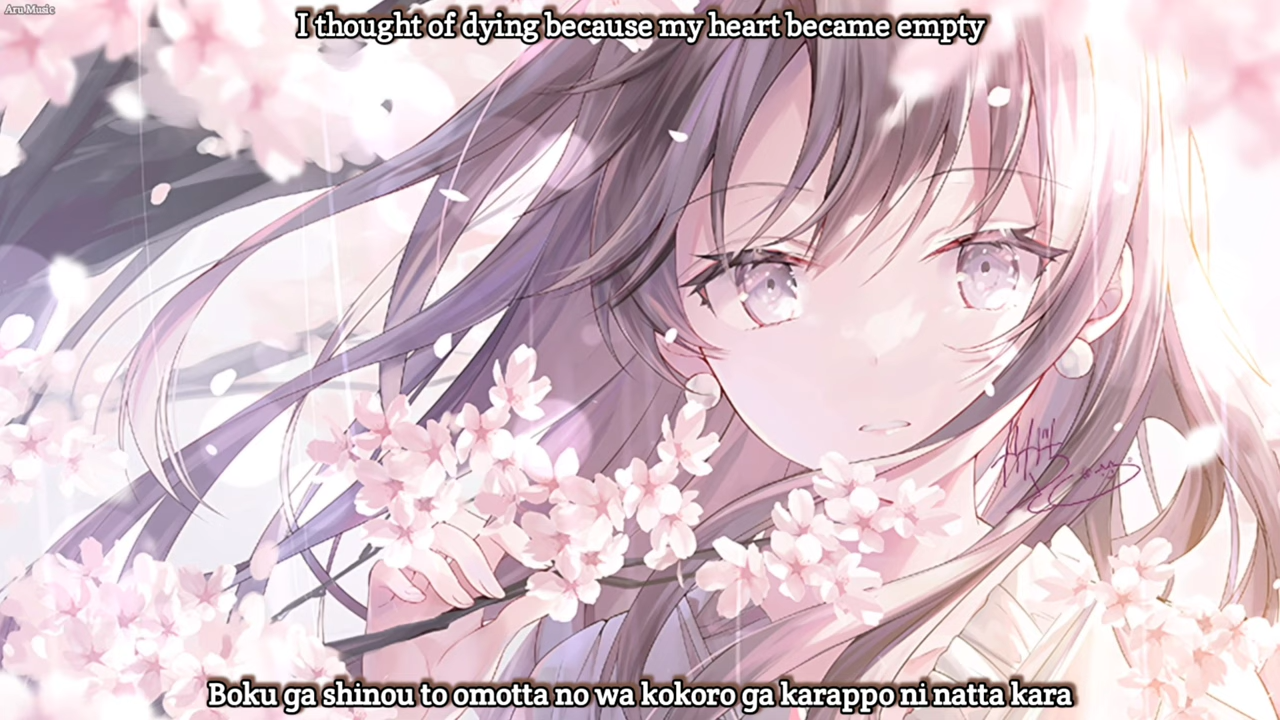 Aru Music
I thought of dying because my heart became empty
Boku ga shinou to omotta no wa kokoro ga karappo ni natta kara